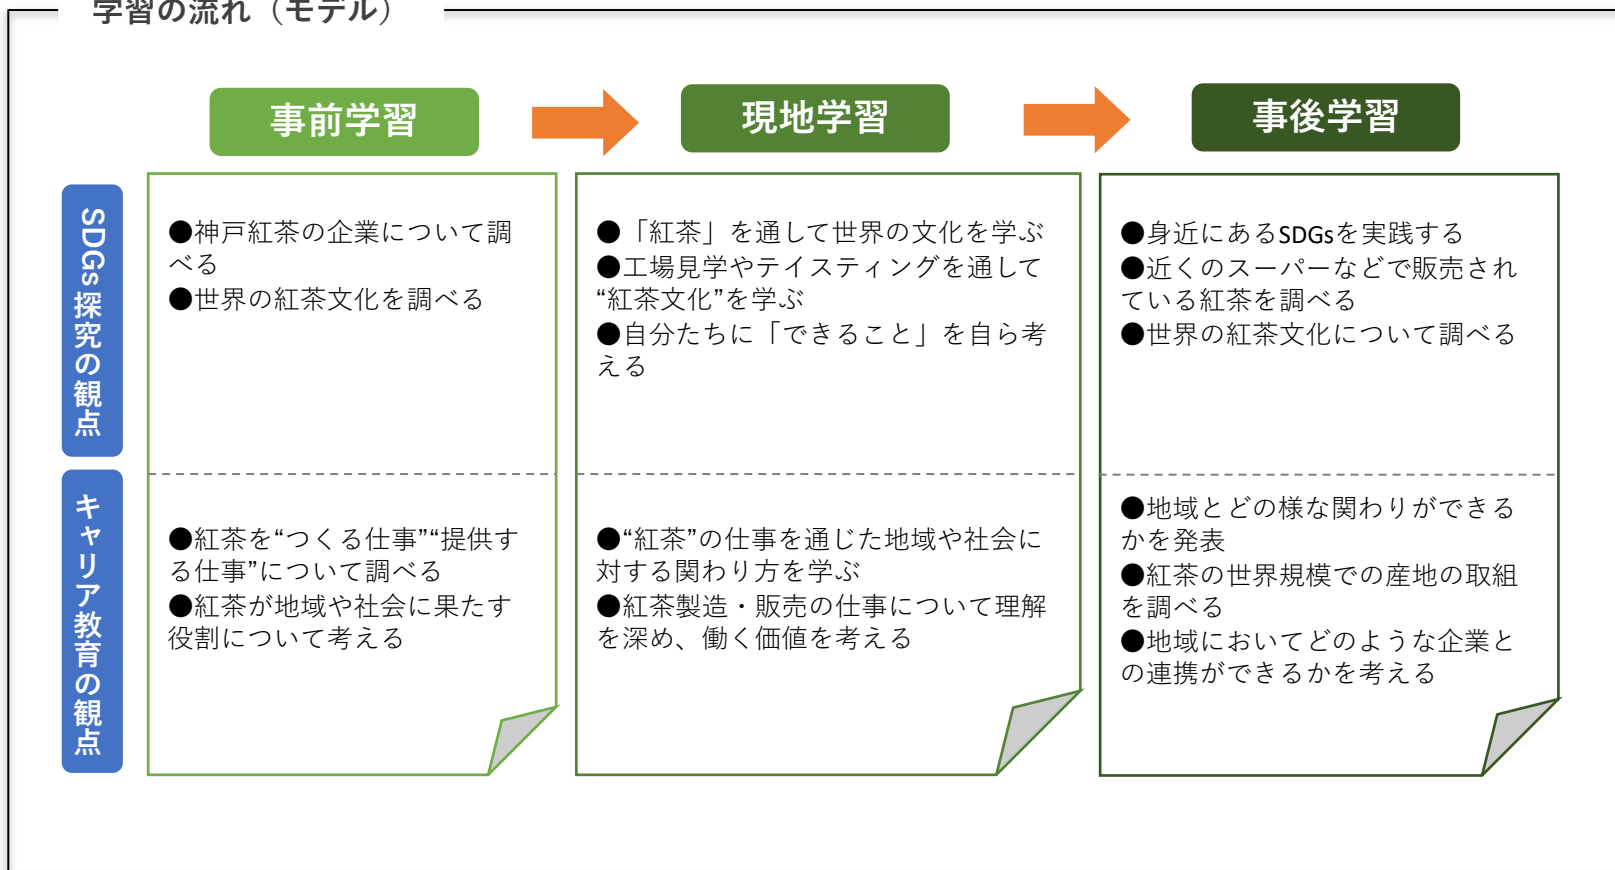 学習の流れ（モデル）
事前学習
現地学習
事後学習
SDGs探究の観点
●神戸紅茶の企業について調
べる
●世界の紅茶文化を調べる
●「紅茶」を通して世界の文化を学ぶ
●工場見学やテイスティングを通して
“紅茶文化”を学ぶ
●自分たちに「できること」を自ら考
える
●身近にあるSDGsを実践する
●近くのスーパーなどで販売され
ている紅茶を調べる
●世界の紅茶文化について調べる
キャリア教育の観点
●紅茶を“つくる仕事”“提供す
る仕事”について調べる
●紅茶が地域や社会に果たす
役割について考える
●“紅茶”の仕事を通じた地域や社会に
対する関わり方を学ぶ
●紅茶製造・販売の仕事について理解
を深め、働く価値を考える
●地域とどの様な関わりができる
かを発表
●紅茶の世界規模での産地の取組
を調べる
●地域においてどのような企業と
の連携ができるかを考える